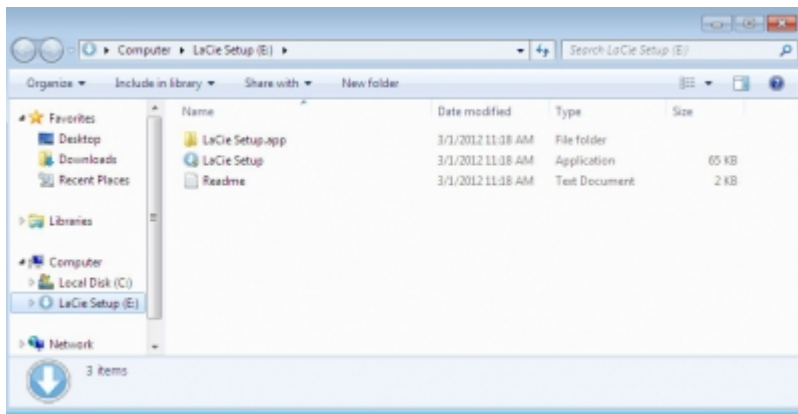 Computer LaCie Setup (E:) Search LaCie Setup (E:)
Organize Include in library Share with New folder
Name Date modified Type Size
LaCie Setup.app 3/1/2012 11:18 AM File folder
LaCie Setup 3/1/2012 11:18 AM Application 65 KB
Readme 3/1/2012 11:18 AM Text Document 2 KB
Favorites
Desktop
Downloads
Recent Places
Libraries
Computer
Local Disk (C:)
LaCie Setup (E:)
Network
3 items